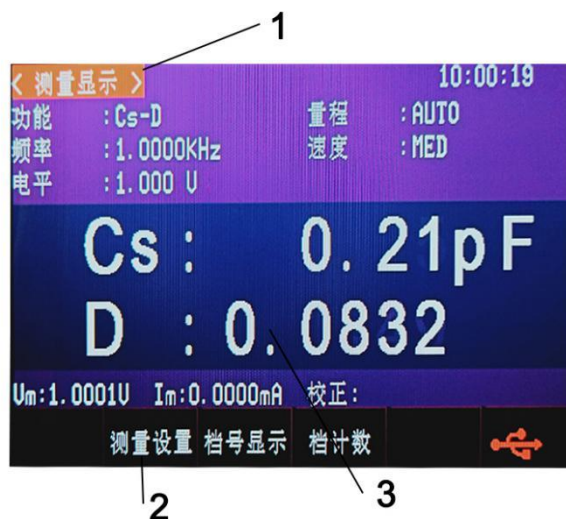 1
< 测量显示 > 10:00:19
功能 :Cs-D 量程 :AUTO
频率 :1.0000KHz 速度 :MED
电平 :1.000 V
Cs: 0.21pF
D :0.0832
Vm:1.0001V Im:0.0000mA 校正:
测量设置 档号显示 档计数
2
3